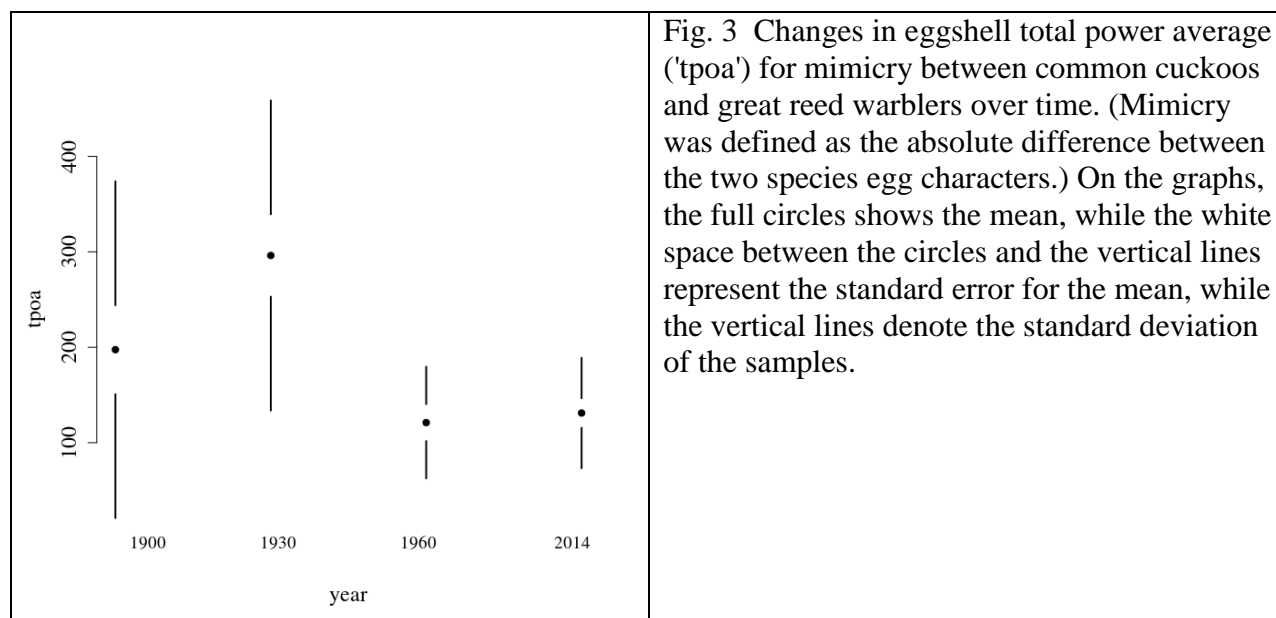 400
300
200
100
tpoa
1900 1930 1960 2014
year
Fig. 3 Changes in eggshell total power average
('tpoa') for mimicry between common cuckoos
and great reed warblers over time. (Mimicry
was defined as the absolute difference between
the two species egg characters.) On the graphs,
the full circles shows the mean, while the white
space between the circles and the vertical lines
represent the standard error for the mean, while
the vertical lines denote the standard deviation
of the samples.